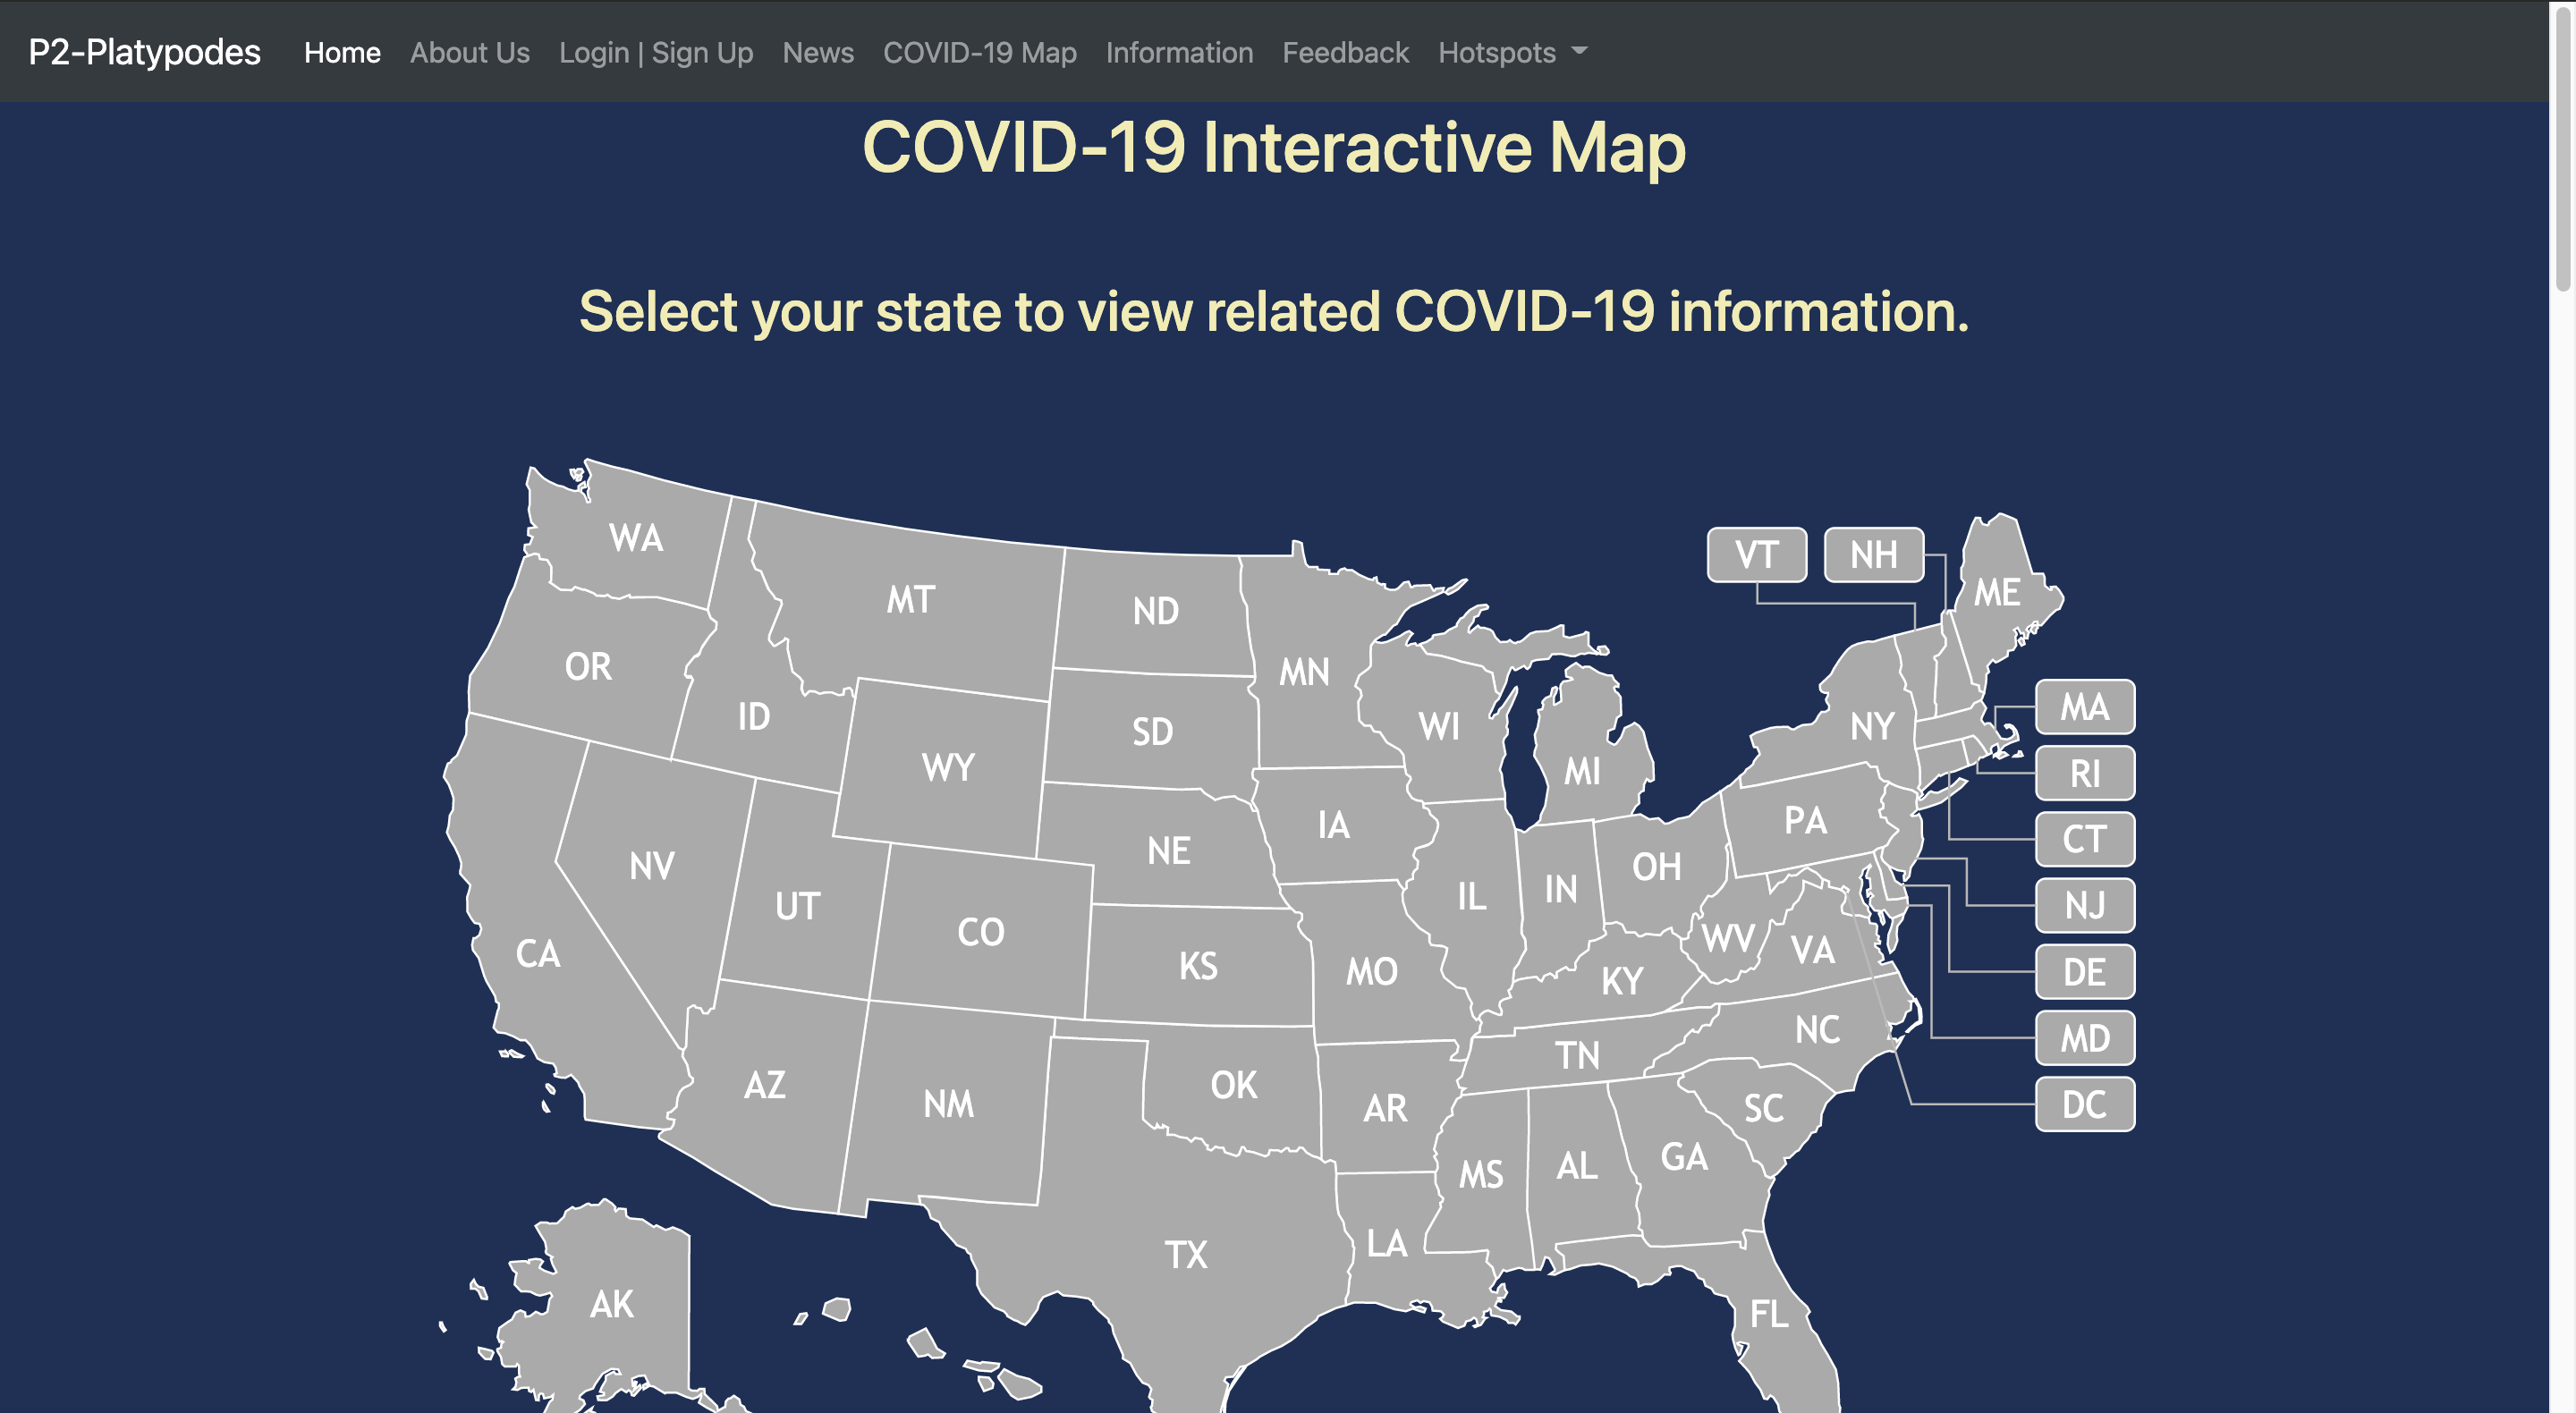 P2-Platypodes Home About Us Login | Sign Up News COVID-19 Map Information Feedback Hotspots
COVID-19 Interactive Map
Select your state to view related COVID-19 information.
WA
MT
ND
VT
NH
ME
OR
ID
MN
SD
WI
NY
MA
WY
MI
RI
NE
IA
PA
CT
NV
UT
CO
IL
IN
OH
NJ
CA
KS
MO
KY
WV
VA
DE
AZ
NM
OK
AR
TN
NC
MD
SC
DC
MS
AL
GA
TX
LA
AK
FL